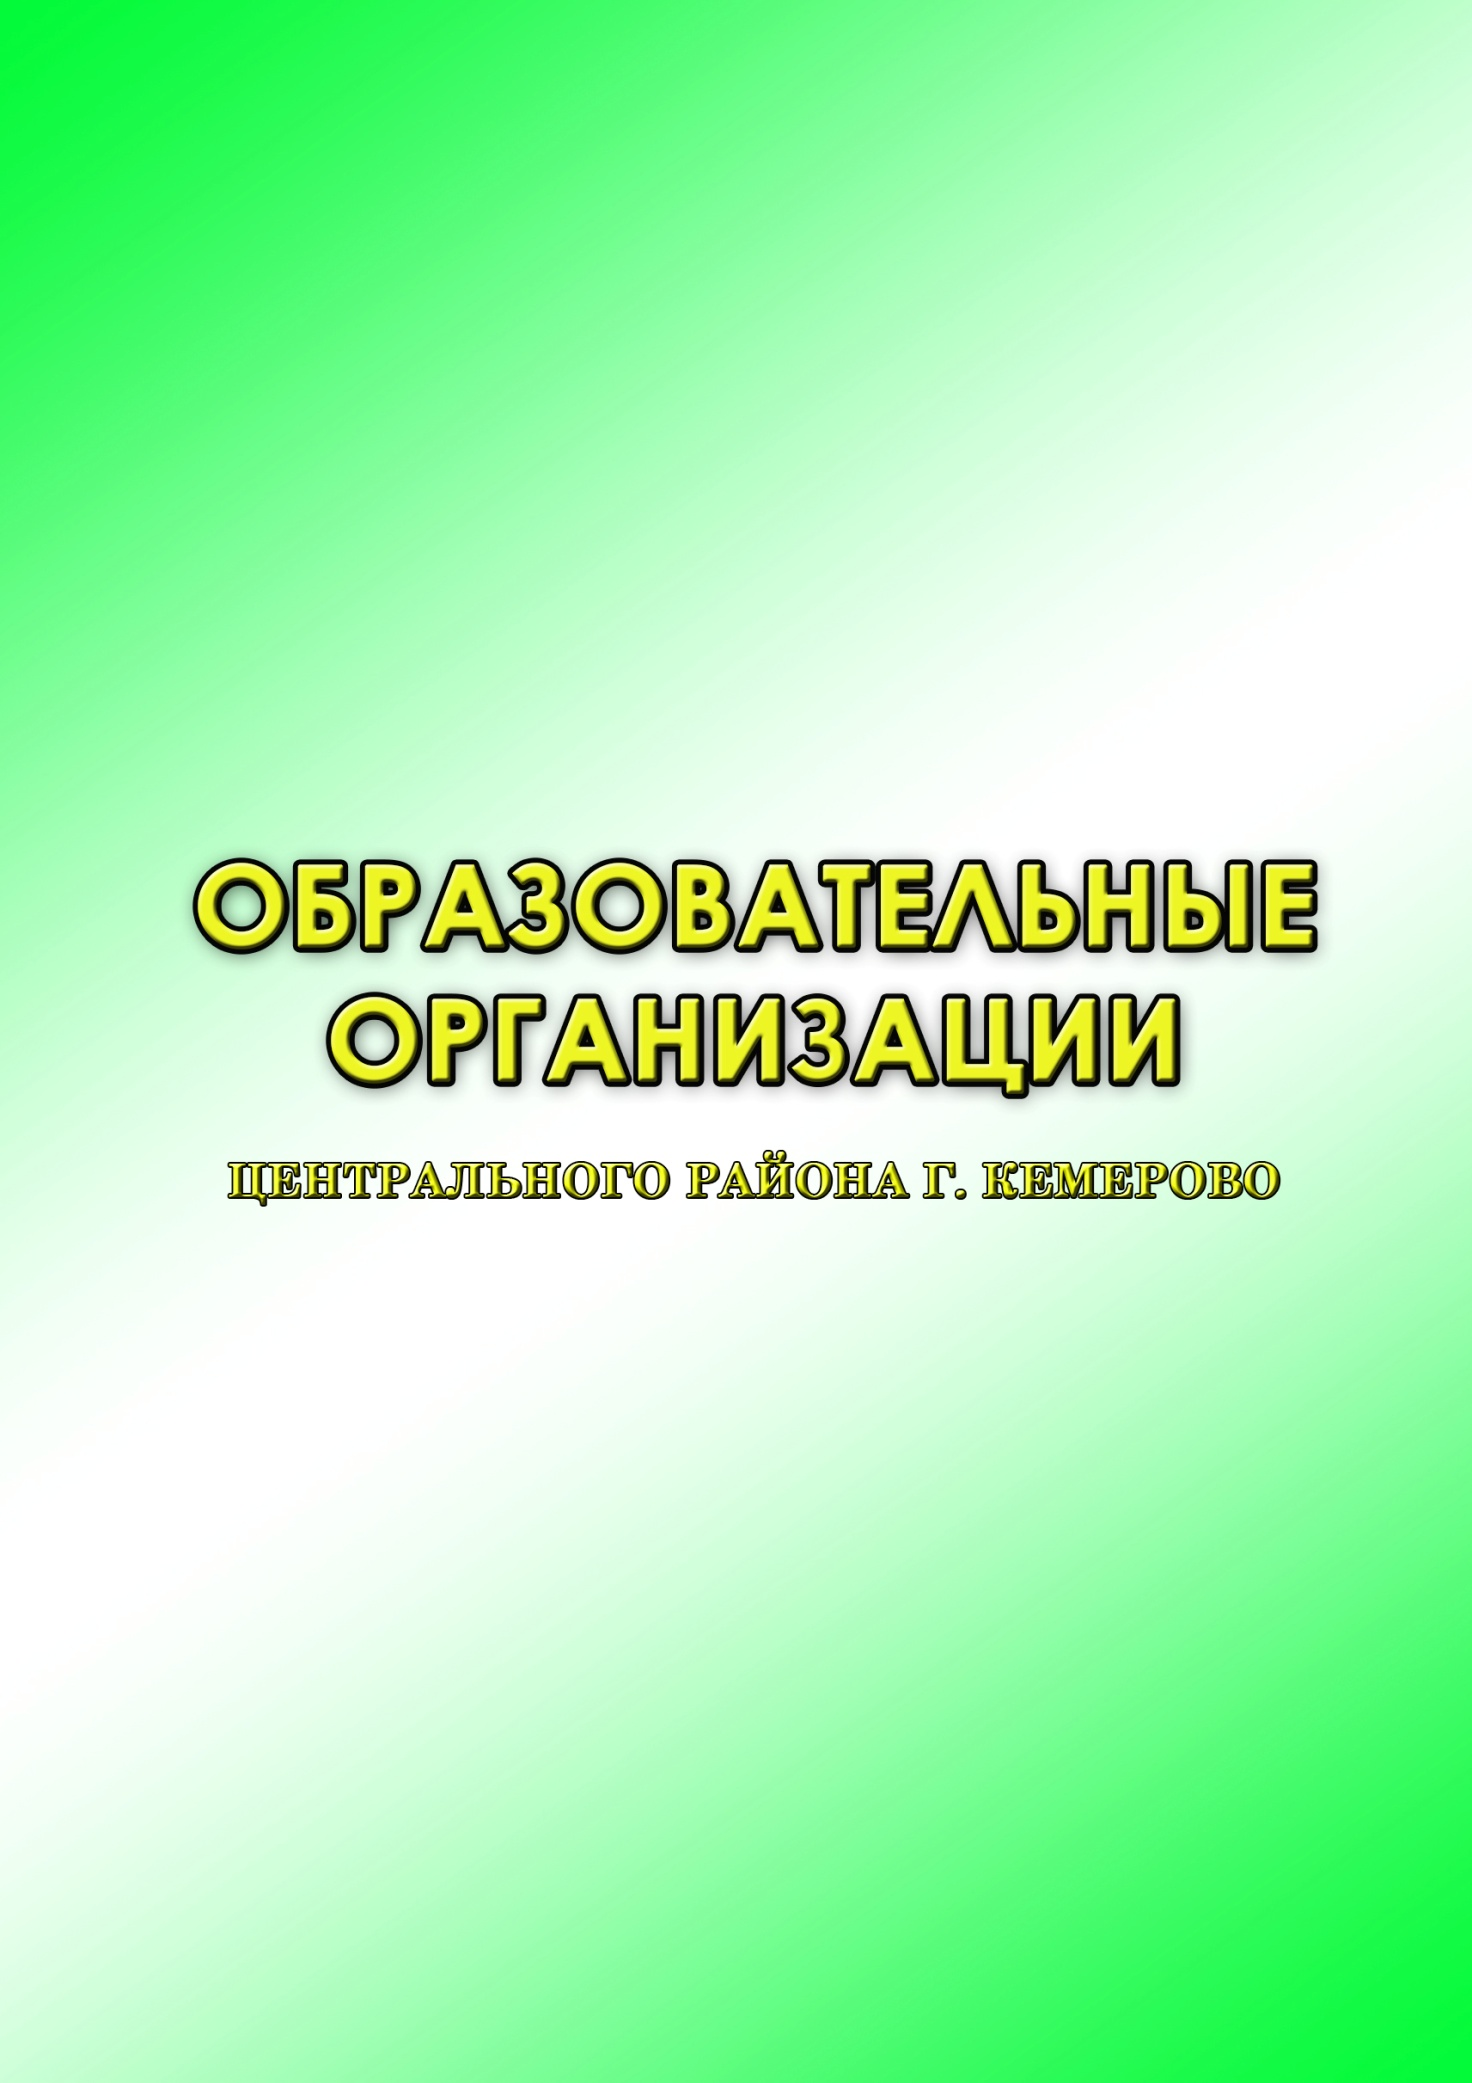 ОБРАЗОВАТЕЛЬНЫЕ
ОРГАНИЗАЦИИ
ЦЕНТРАЛЬНОГО РАЙОНА Г. КЕМЕРОВО